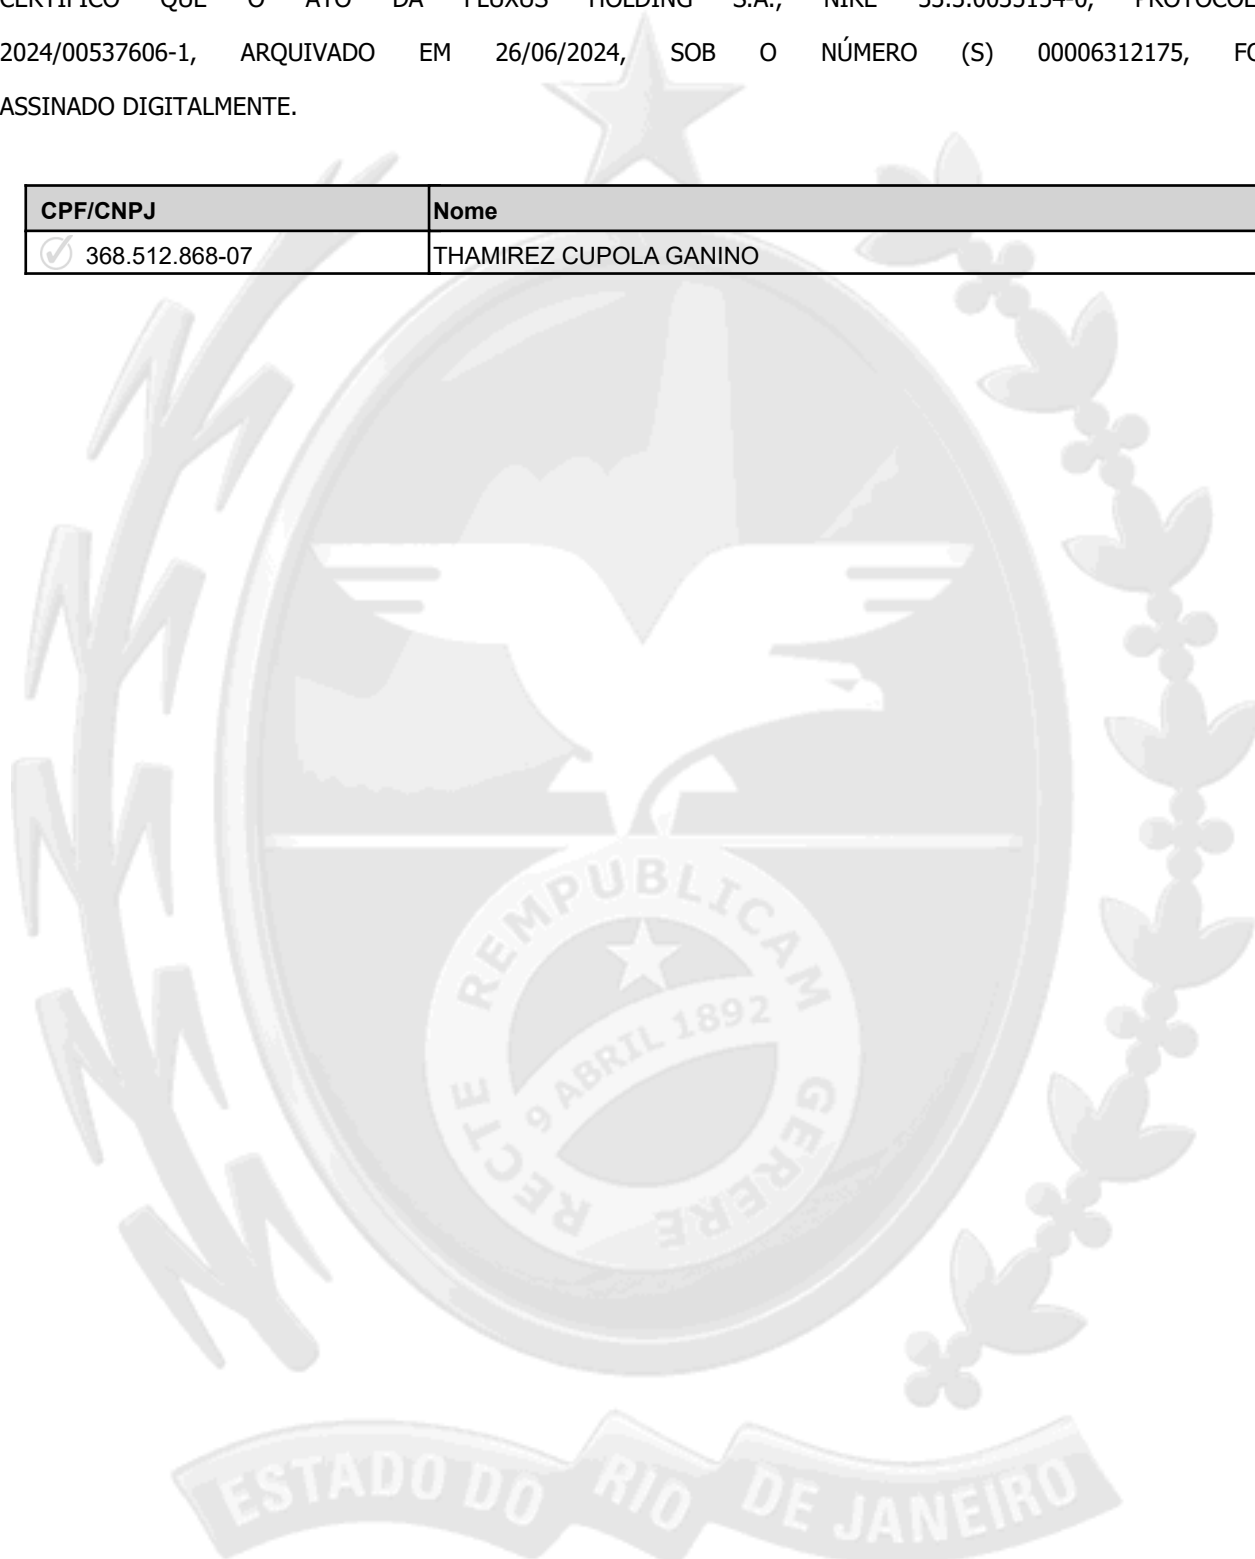 CERTIFICO QUE O ATO DA FLUXUS HOLDING S.A., NIRE
2024/00537606-1, ARQUIVADO EM 26/06/2024, SOB O NÚMERO (S) 00006312175,
ASSINADO DIGITALMENTE.
CPF/CNPJ Nome
368.512.868-07 THAMIREZ CUPOLA GANINO
RECTE REMPUBLICAM GERERE
9 ABRIL 1892
ESTADO DO RIO DE JANEIRO